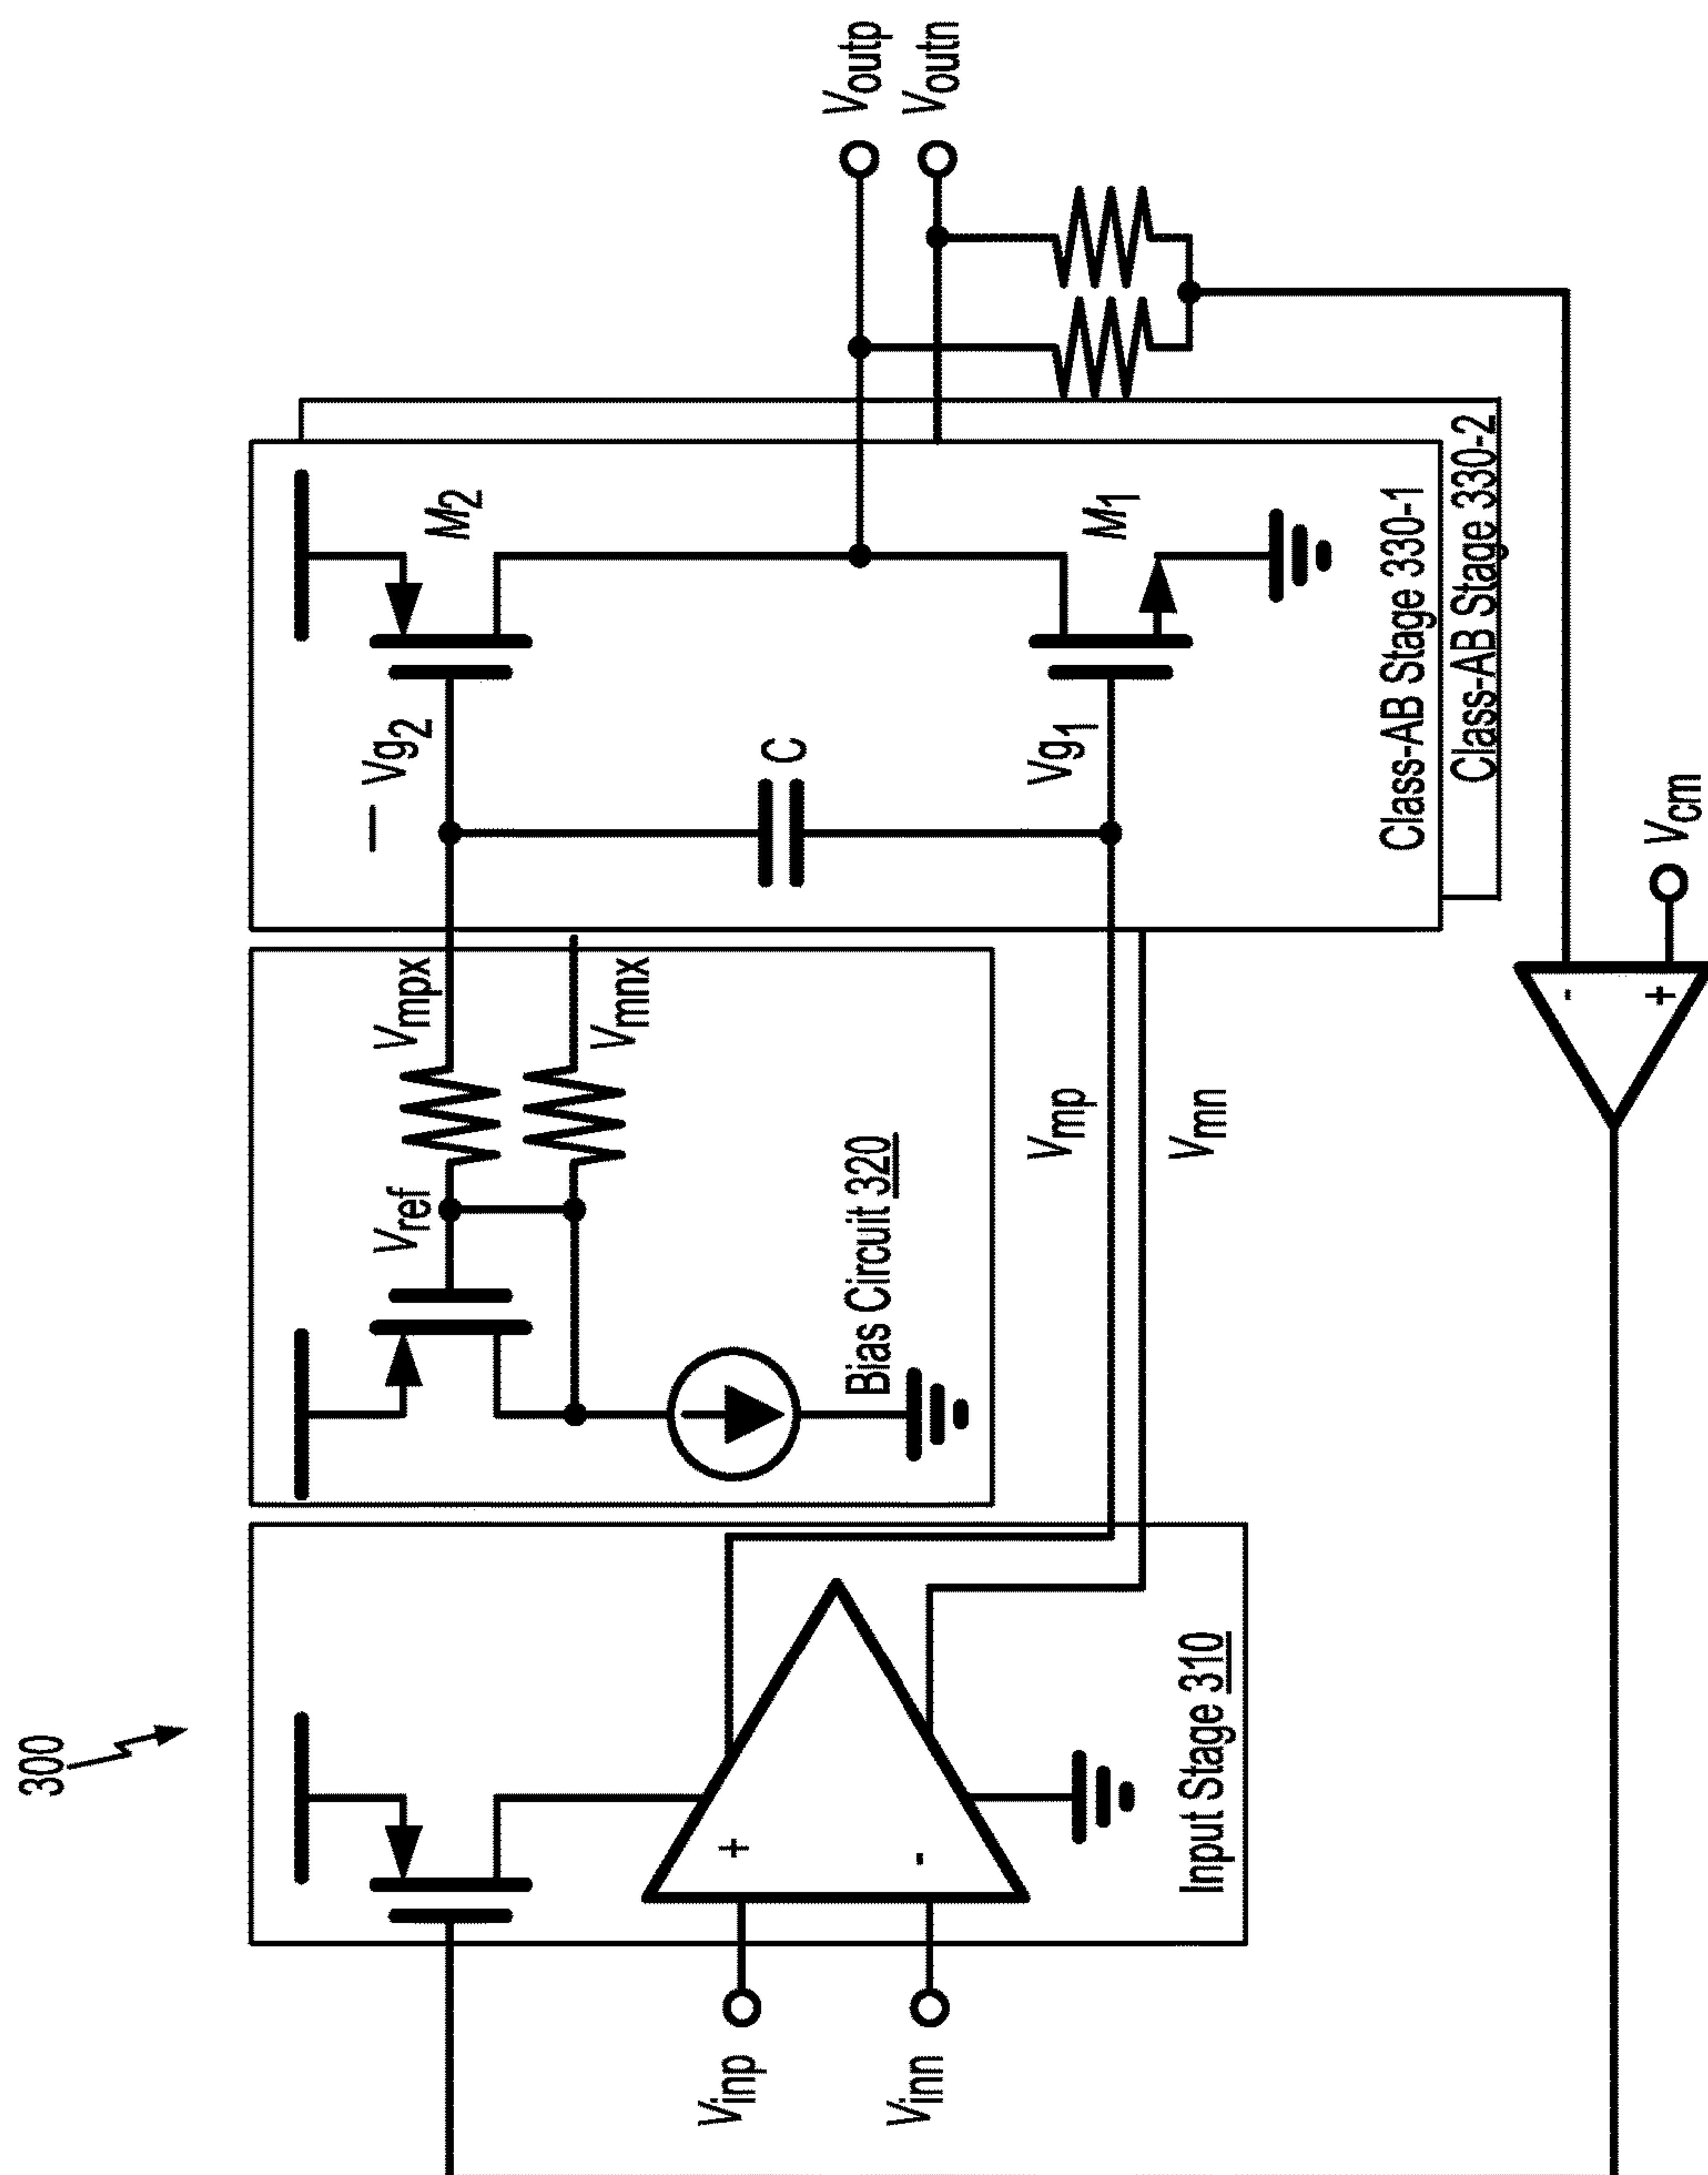 300
Vinp
Vinn
+
-
Input Stage 310
Vref
Vmpx
Vmnx
Bias Circuit 320
Vmp
Vmn
Vg2
C
Vg1
M2
M1
Class-AB Stage 330-1
Class-AB Stage 330-2
Voutp
Voutn
-
+
Vcm